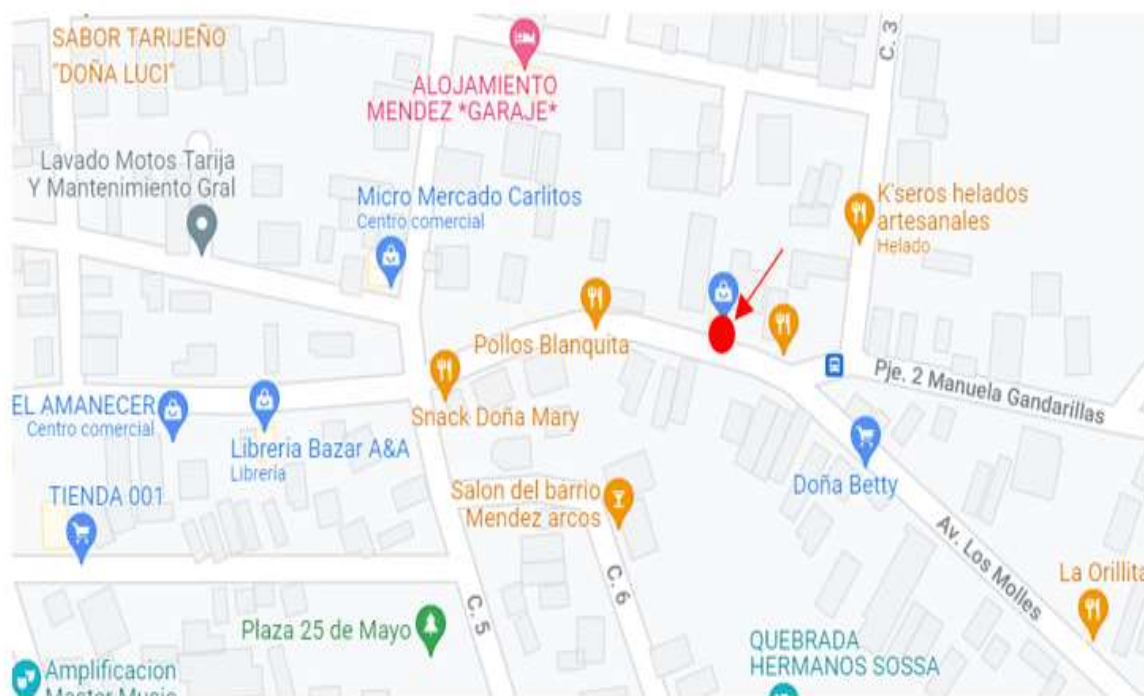 SABOR TARIJEÑO
"DOÑA LUCI"
ALOJAMIENTO
MENDEZ *GARAJE*
C. 3
Lavado Motos Tarija
Y Mantenimiento Gral
Micro Mercado Carlitos
Centro comercial
K'seros helados
artesanales
Helado
Pollos Blanquita
Pje. 2 Manuela Gandarillas
EL AMANECER
Centro comercial
Snack Doña Mary
Libreria Bazar A&A
Librería
Doña Betty
TIENDA 001
Salon del barrio
Mendez arcos
Av. Los Molles
La Orillita
C. 5
C. 6
Plaza 25 de Mayo
QUEBRADA
HERMANOS SOSSA
Amplificacion
Master Music